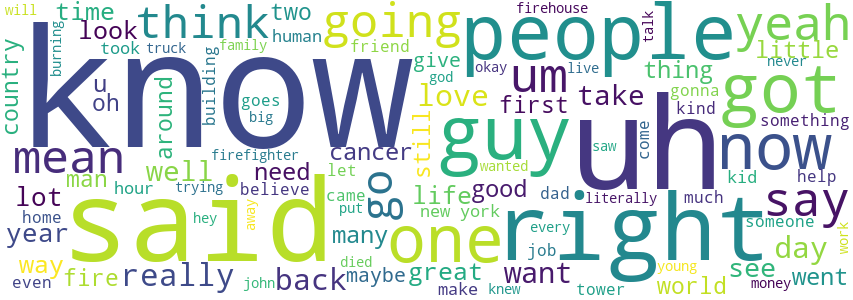 will
time
look
took
truck
think
two
human
family
going
friend
firehouse
people
talk
yeah
little
burning
country
know
u
oh
building
around
goes
big
god
give
okay
live
um
thing
gonna
never
kind
something
love
first
take
got
mean
man
well
firefighter
hour
trying
need
believe
cancer
let
still
guy
wanted
uh
saw
come
now
kid
help
lot
home
year
way
even
said
fire
hey
really
away
came
put
died
john
back
many
maybe
go
life
new york
one
great
make
knew
good
dad
literally
right
every
job
want
tower
much
say
someone
day
see
went
world
young
money
work